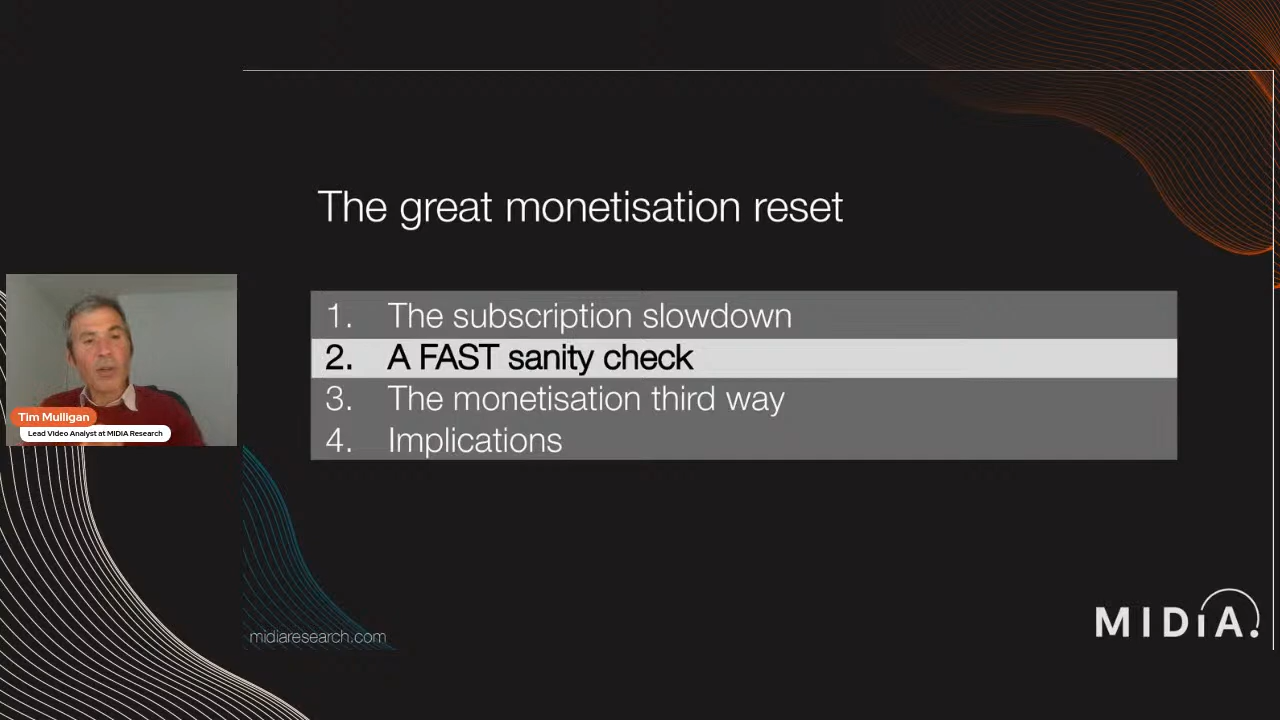 The great monetisation reset
1. The subscription slowdown
2. A FAST sanity check
3. The monetisation third way
4. Implications
Tim Mulligan
Lead Video Analyst at MIDIA Research
midiaresearch.com
MIDiA.